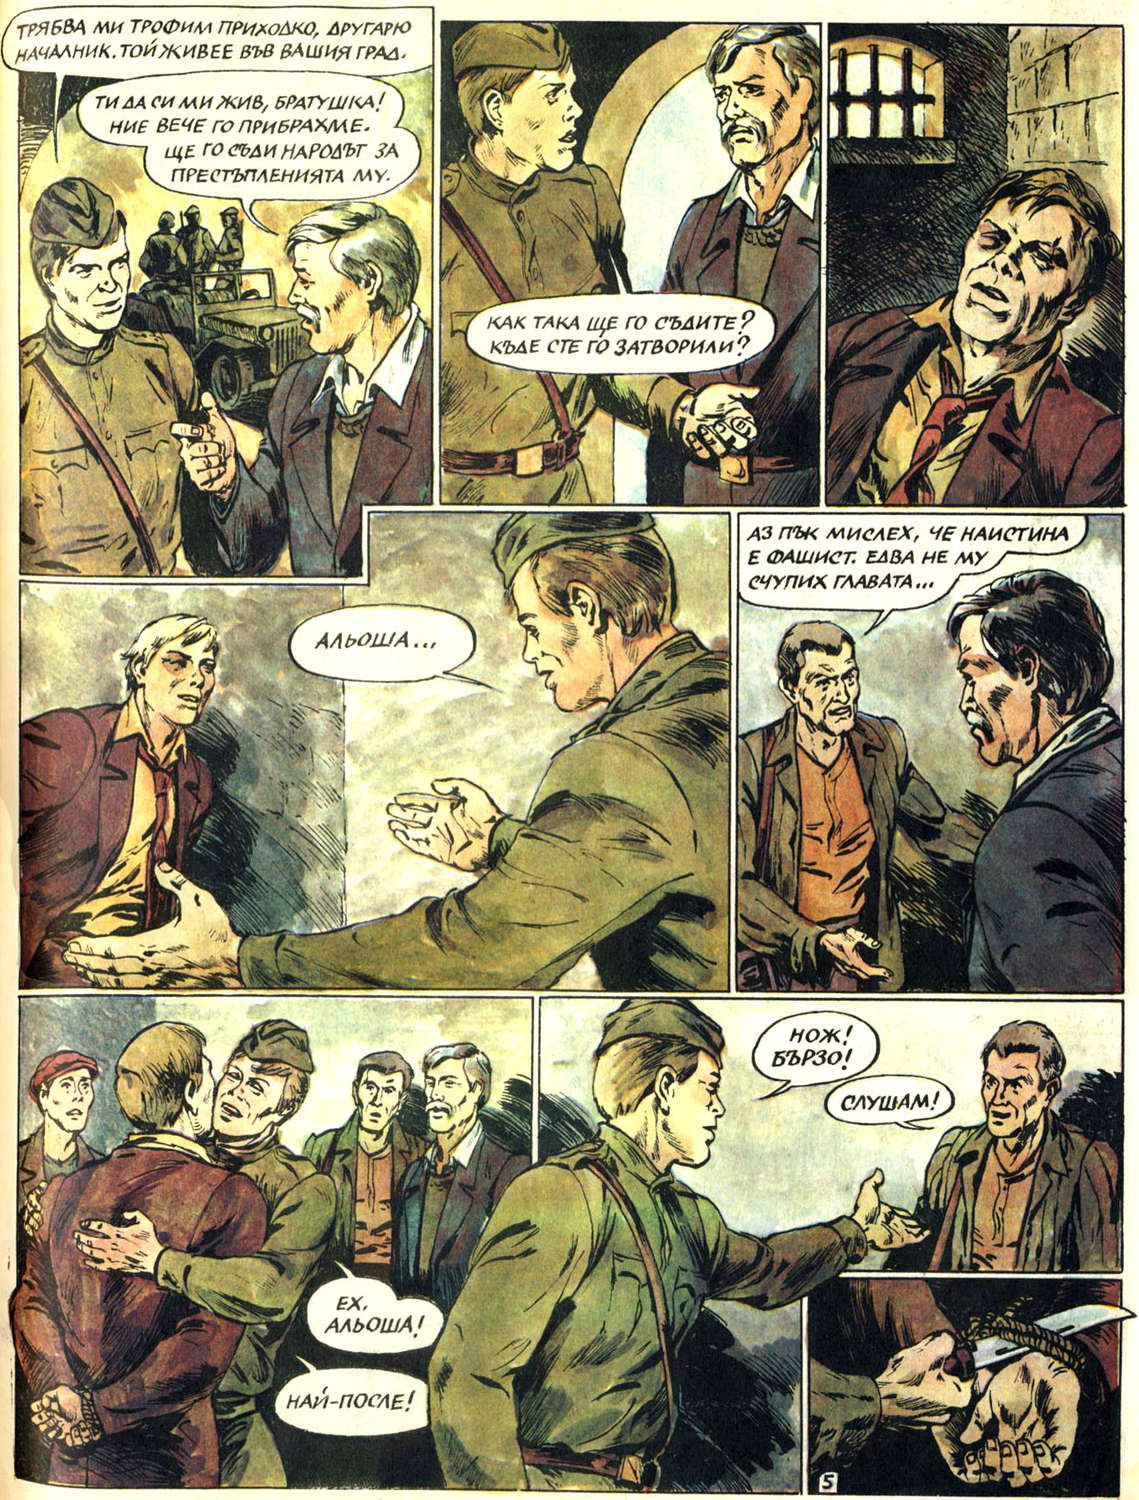 ТРЯБВА МИ ТРОФИМ ПРИХОДКО, ДРУГАРЮ
НАЧАЛНИК. ТОЙ ЖИВЕЕ ВЪВ ВАШИЯ ГРАД.
ТИ ДА СИ МИ ЖИВ, БРАТУШКА!
НИЕ ВЕЧЕ ГО ПРИБРАХМЕ.
ЩЕ ГО СЪДИ НАРОДЪТ ЗА
ПРЕСТЪПЛЕНИЯТА МУ.
КАК ТАКА ЩЕ ГО СЪДИТЕ?
КЪДЕ СТЕ ГО ЗАТВОРИЛИ?
АЛЬОША...
АЗ ПЪК МИСЛЕХ, ЧЕ НАИСТИНА
Е ФАШИСТ. ЕДВА НЕ МУ
СЧУПИХ ГЛАВАТА...
ЕХ,
АЛЬОША!
НАЙ-ПОСЛЕ!
НОЖ!
БЪРЗО!
СЛУШАМ!
5